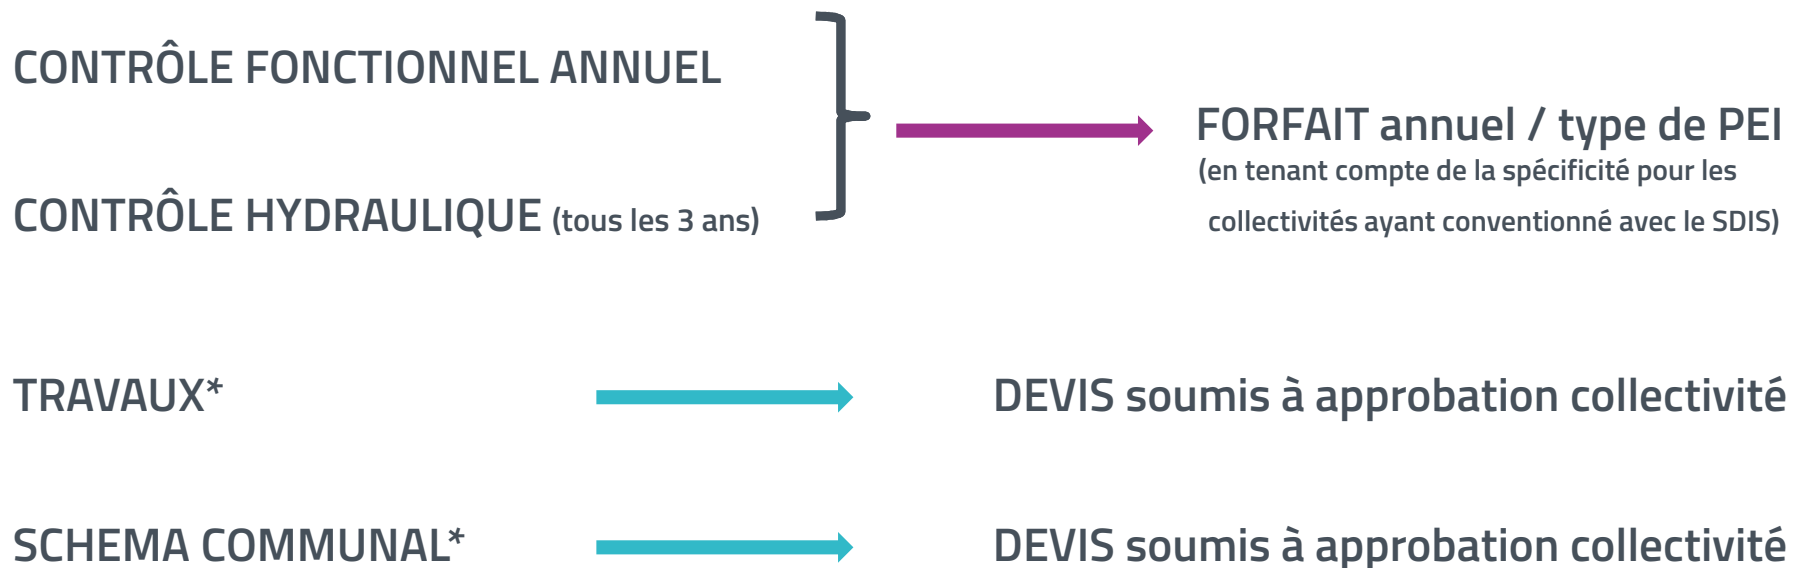 CONTRÔLE FONCTIONNEL ANNUEL
FORFAIT annuel / type de PEI
(en tenant compte de la spécificité pour les
collectivités ayant conventionné avec le SDIS)
CONTRÔLE HYDRAULIQUE (tous les 3 ans)
TRAVAUX* DEVIS soumis à approbation collectivité
SCHEMA COMMUNAL* DEVIS soumis à approbation collectivité